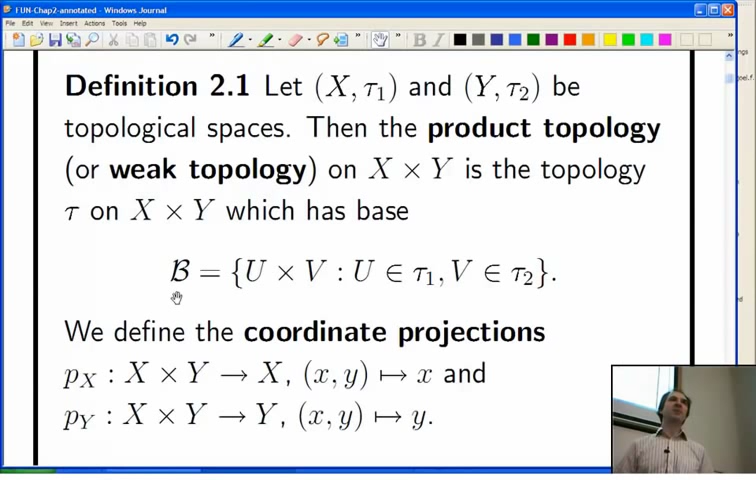 FUN-Chap2-annotated - Windows Journal
File Edit View Insert Actions Tools Help
Definition 2.1 Let (X, τ₁) and (Y, τ₂) be
topological spaces. Then the product topology
(or weak topology) on X × Y is the topology
τ on X × Y which has base
ℬ = {U × V : U ∈ τ₁, V ∈ τ₂}.
We define the coordinate projections
p_X : X × Y → X, (x, y) ↦ x and
p_Y : X × Y → Y, (x, y) ↦ y.